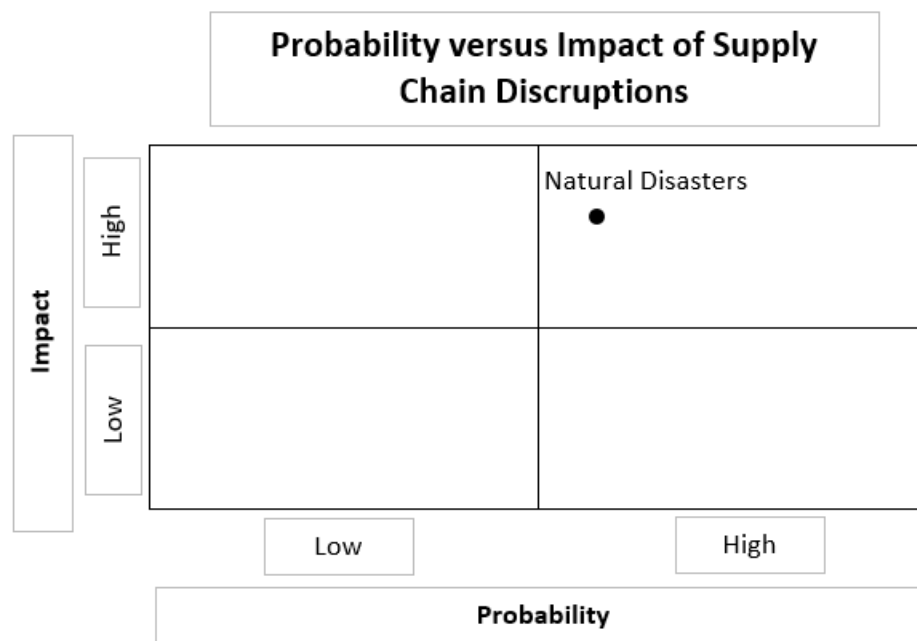 Probability versus Impact of Supply
Chain Discruptions
Impact
High
Natural Disasters
Low
Low
High
Probability